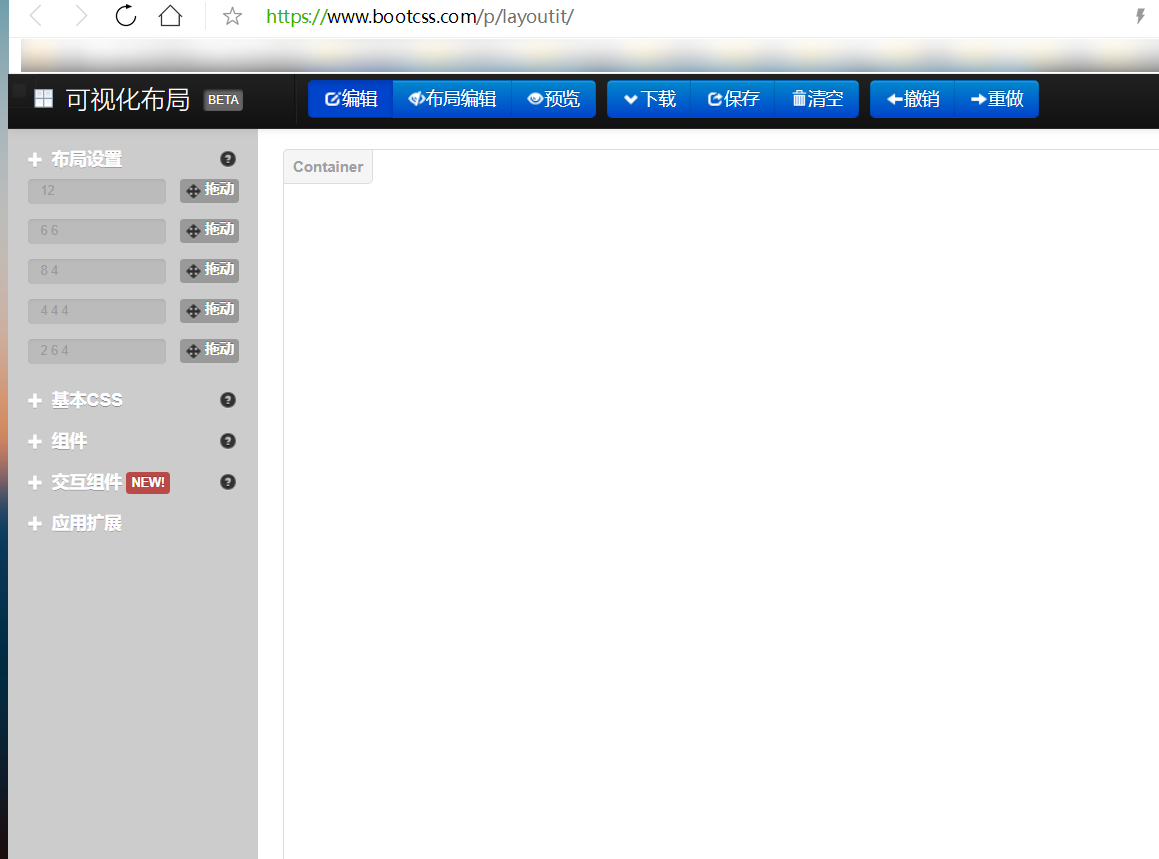 https://www.bootcss.com/p/layoutit/
可视化布局 BETA 编辑 布局编辑 预览 下载 保存 清空 撤销 重做
布局设置
12 拖动
6 6 拖动
8 4 拖动
4 4 4 拖动
2 6 4 拖动
基本CSS
组件
交互组件 NEW!
应用扩展
Container